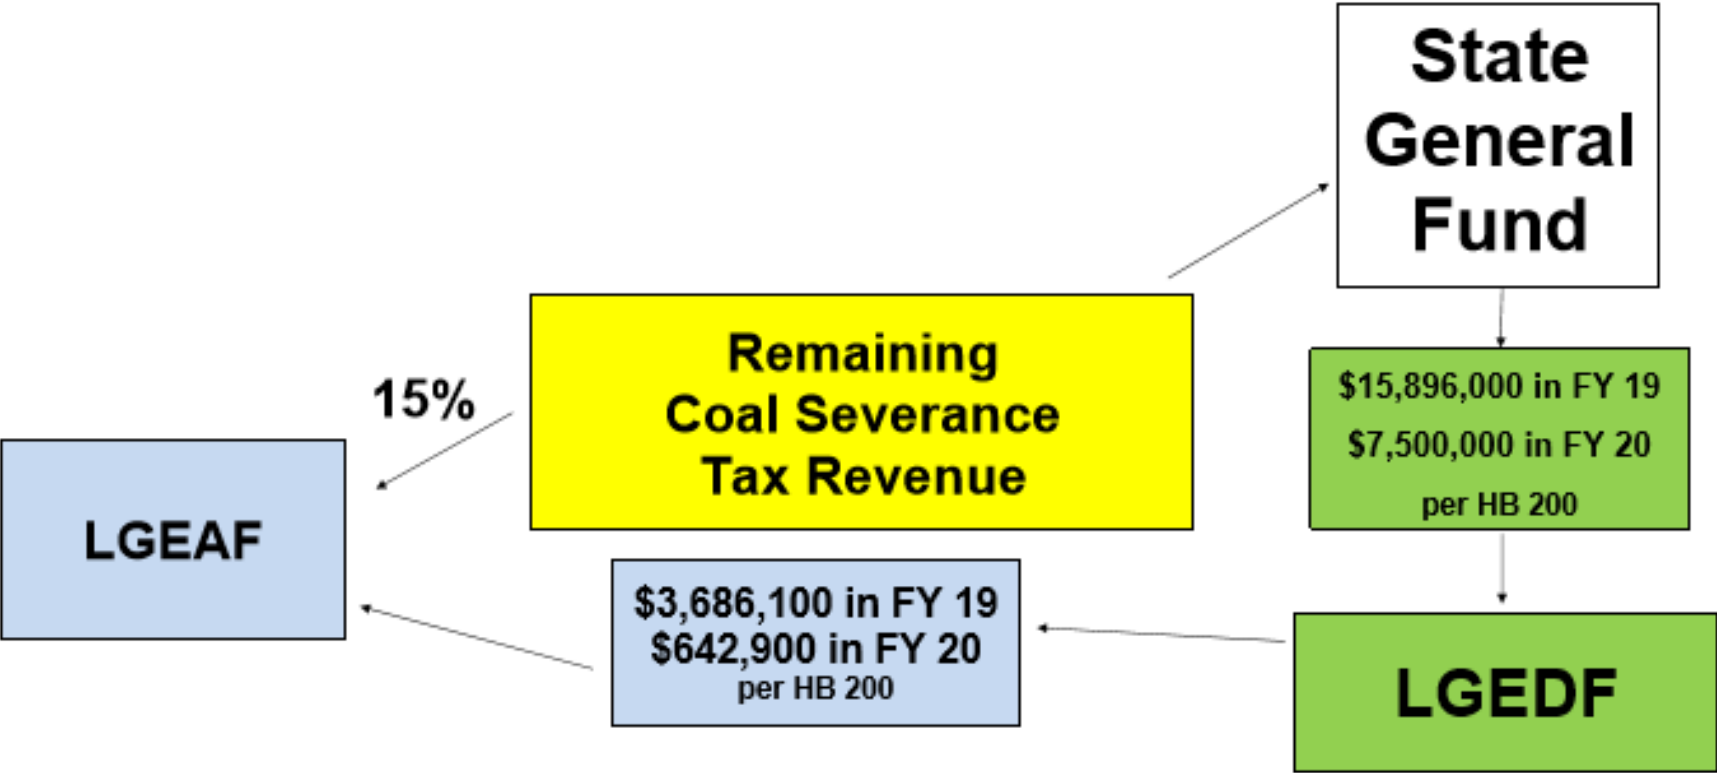 State
General
Fund
Remaining
Coal Severance
Tax Revenue
15%
$15,896,000 in FY 19
$7,500,000 in FY 20
per HB 200
LGEAF
$3,686,100 in FY 19
$642,900 in FY 20
per HB 200
LGEDF